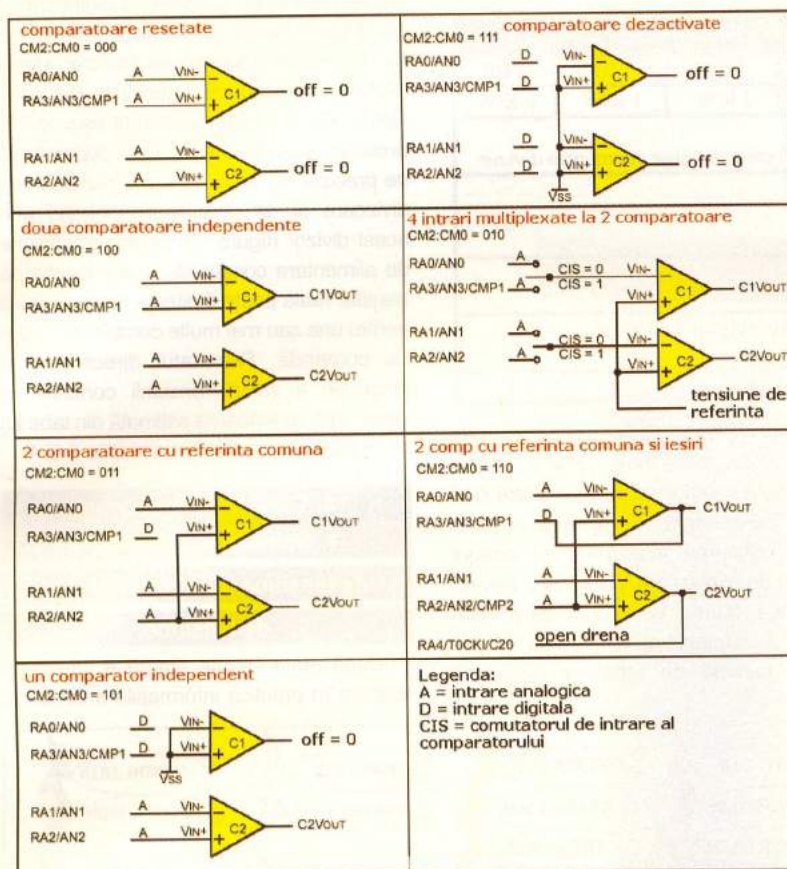 comparatoare resetate
CM2:CM0 = 000
RA0/AN0 A VIN-
RA3/AN3/CMP1 A VIN+
C1 off = 0
RA1/AN1 A VIN-
RA2/AN2 A VIN+
C2 off = 0
comparatoare dezactivate
CM2:CM0 = 111
RA0/AN0 D VIN-
RA3/AN3/CMP1 D VIN+
C1 off = 0
RA1/AN1 D VIN-
RA2/AN2 D VIN+
C2 off = 0
Vss
doua comparatoare independente
CM2:CM0 = 100
RA0/AN0 A VIN-
RA3/AN3/CMP1 A VIN+
C1 C1VOUT
RA1/AN1 A VIN-
RA2/AN2 A VIN+
C2 C2VOUT
4 intrari multiplexate la 2 comparatoare
CM2:CM0 = 010
RA0/AN0 A CIS = 0 VIN-
RA3/AN3/CMP1 A CIS = 1 VIN+
C1 C1VOUT
RA1/AN1 A CIS = 0 VIN-
RA2/AN2 A CIS = 1 VIN+
C2 C2VOUT
tensiune de
referinta
2 comparatoare cu referinta comuna
CM2:CM0 = 011
RA0/AN0 A VIN-
RA3/AN3/CMP1 D VIN+
C1 C1VOUT
RA1/AN1 A VIN-
RA2/AN2 A VIN+
C2 C2VOUT
2 comp cu referinta comuna si iesiri
CM2:CM0 = 110
RA0/AN0 A VIN-
RA3/AN3/CMP1 D VIN+
C1 C1VOUT
RA1/AN1 A VIN-
RA2/AN2/CMP2 A VIN+
C2 C2VOUT
RA4/T0CKI/C20 open drena
un comparator independent
CM2:CM0 = 101
RA0/AN0 D VIN-
RA3/AN3/CMP1 D VIN+
C1 off = 0
Vss
RA1/AN1 A VIN-
RA2/AN2 A VIN+
C2 C2VOUT
Legenda:
A = intrare analogica
D = intrare digitala
CIS = comutatorul de intrare al
comparatorului